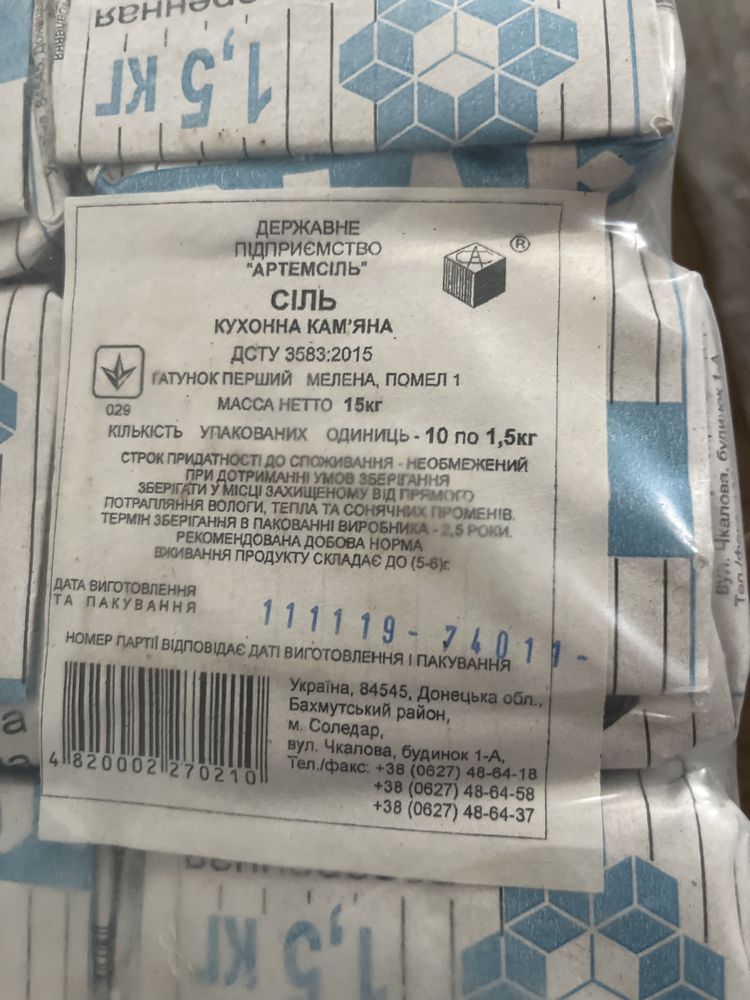 1,5 кг
ДЕРЖАВНЕ
ПІДПРИЄМСТВО
"АРТЕМСІЛЬ"
®
СІЛЬ
КУХОННА КАМ'ЯНА
ДСТУ 3583:2015
ҐАТУНОК ПЕРШИЙ МЕЛЕНА, ПОМЕЛ 1
029
МАССА НЕТТО 15кг
КІЛЬКІСТЬ УПАКОВАНИХ ОДИНИЦЬ - 10 по 1,5кг
СТРОК ПРИДАТНОСТІ ДО СПОЖИВАННЯ - НЕОБМЕЖЕНИЙ
ПРИ ДОТРИМАННІ УМОВ ЗБЕРІГАННЯ
ЗБЕРІГАТИ У МІСЦІ ЗАХИЩЕНОМУ ВІД ПРЯМОГО
ПОТРАПЛЯННЯ ВОЛОГИ, ТЕПЛА ТА СОНЯЧНИХ ПРОМЕНІВ.
ТЕРМІН ЗБЕРІГАННЯ В ПАКОВАННІ ВИРОБНИКА - 2,5 РОКИ.
РЕКОМЕНДОВАНА ДОБОВА НОРМА
ВЖИВАННЯ ПРОДУКТУ СКЛАДАЄ ДО (5-6)г.
ДАТА ВИГОТОВЛЕННЯ
ТА ПАКУВАННЯ
111119-74011-
НОМЕР ПАРТІЇ ВІДПОВІДАЄ ДАТІ ВИГОТОВЛЕННЯ І ПАКУВАННЯ
4 820002 270210
Україна, 84545, Донецька обл.,
Бахмутський район,
м. Соледар,
вул. Чкалова, будинок 1-А,
Тел./факс: +38 (0627) 48-64-18
+38 (0627) 48-64-58
+38 (0627) 48-64-37
вул. Чкалова, будинок 1-А
1,5 кг